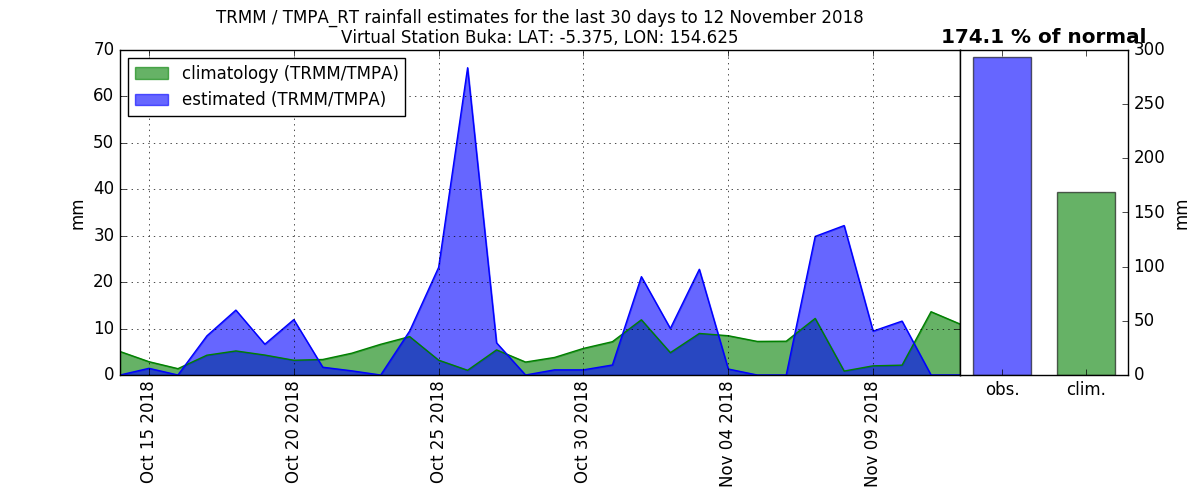 TRMM / TMPA_RT rainfall estimates for the last 30 days to 12 November 2018
Virtual Station Buka: LAT: -5.375, LON: 154.625
174.1 % of normal
climatology (TRMM/TMPA)
estimated (TRMM/TMPA)
70
60
50
40
30
20
10
0
mm
Oct 15 2018
Oct 20 2018
Oct 25 2018
Oct 30 2018
Nov 04 2018
Nov 09 2018
obs.
clim.
300
250
200
150
100
50
0
mm